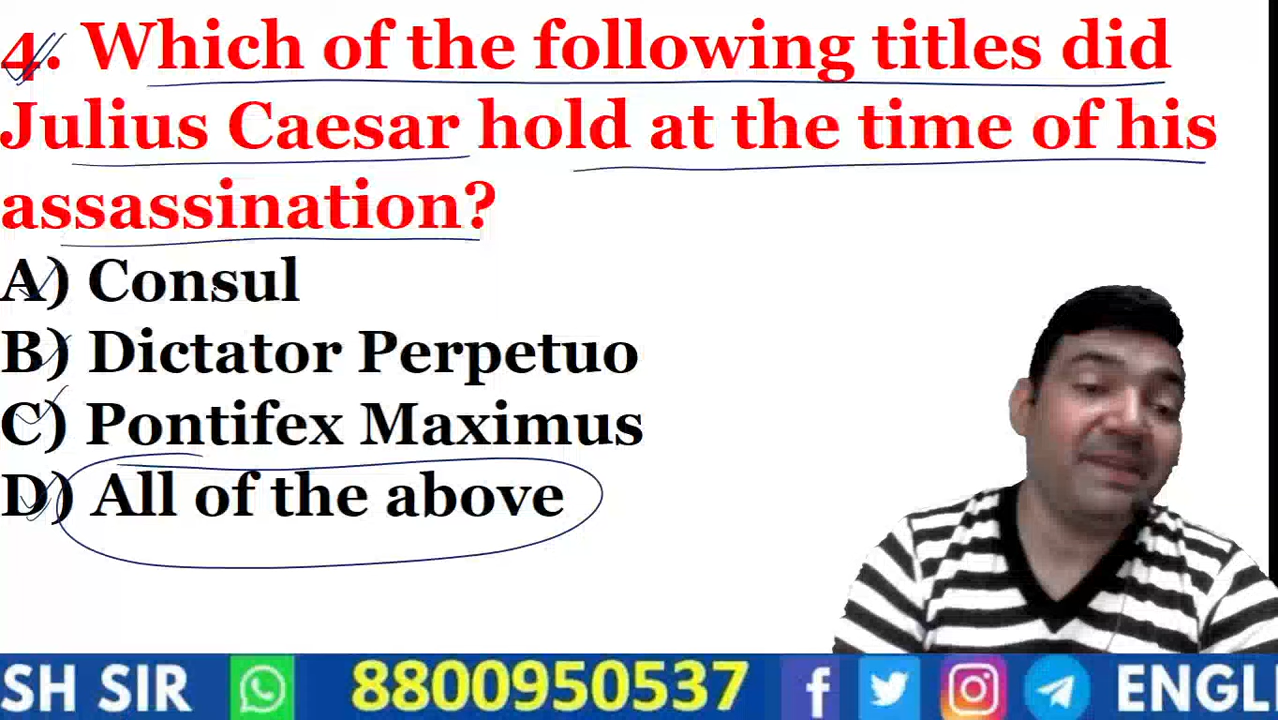 4. Which of the following titles did
Julius Caesar hold at the time of his
assassination?
A) Consul
B) Dictator Perpetuo
C) Pontifex Maximus
D) All of the above
SH SIR 8800950537 ENGL